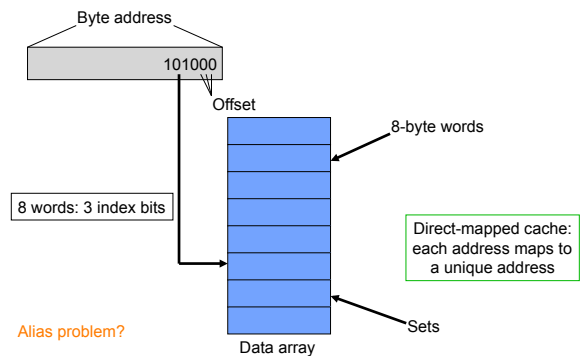 Byte address
101000
Offset
8-byte words
8 words: 3 index bits
Direct-mapped cache:
each address maps to
a unique address
Sets
Alias problem?
Data array